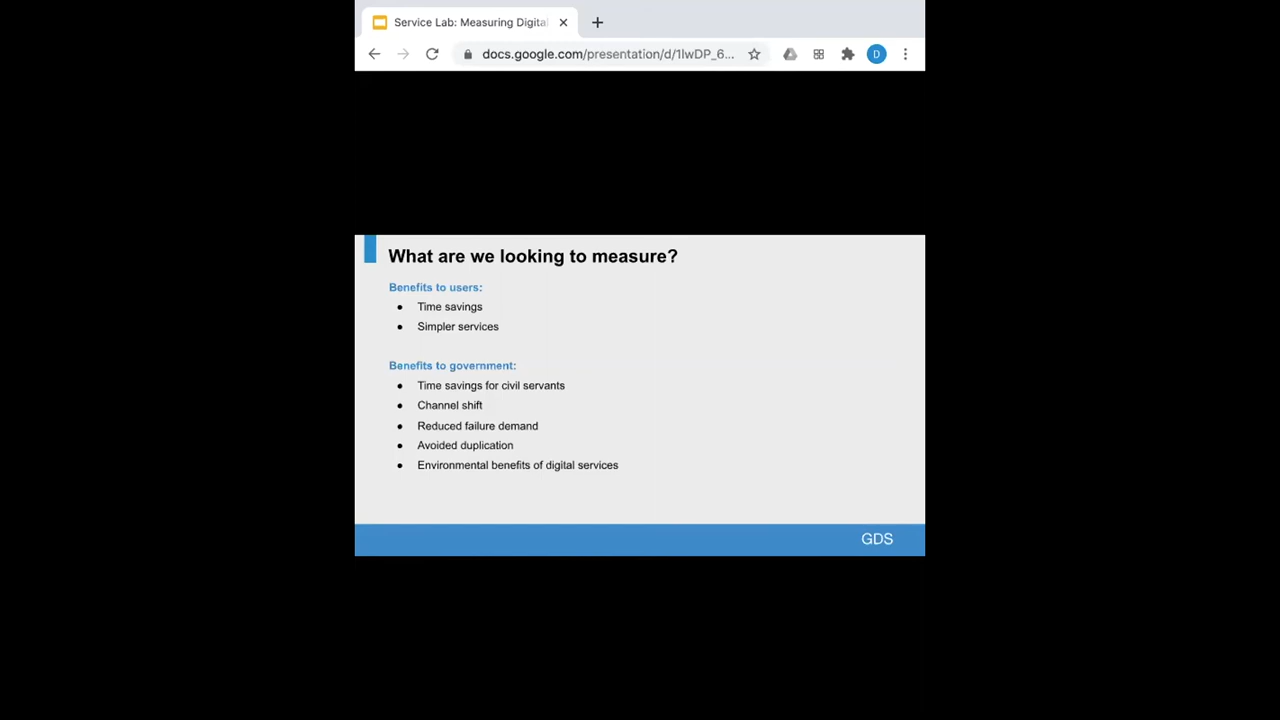 Service Lab: Measuring Digital
docs.google.com/presentation/d/1lwDP_6...
D
What are we looking to measure?
Benefits to users:
● Time savings
● Simpler services
Benefits to government:
● Time savings for civil servants
● Channel shift
● Reduced failure demand
● Avoided duplication
● Environmental benefits of digital services
GDS